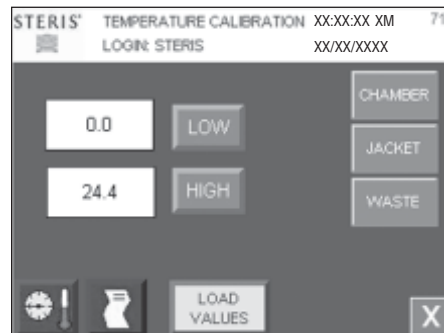 STERIS® TEMPERATURE CALIBRATION XX:XX:XX XM 71
LOGIN: STERIS XX/XX/XXXX
CHAMBER
0.0 LOW
JACKET
24.4 HIGH
WASTE
LOAD
VALUES
X